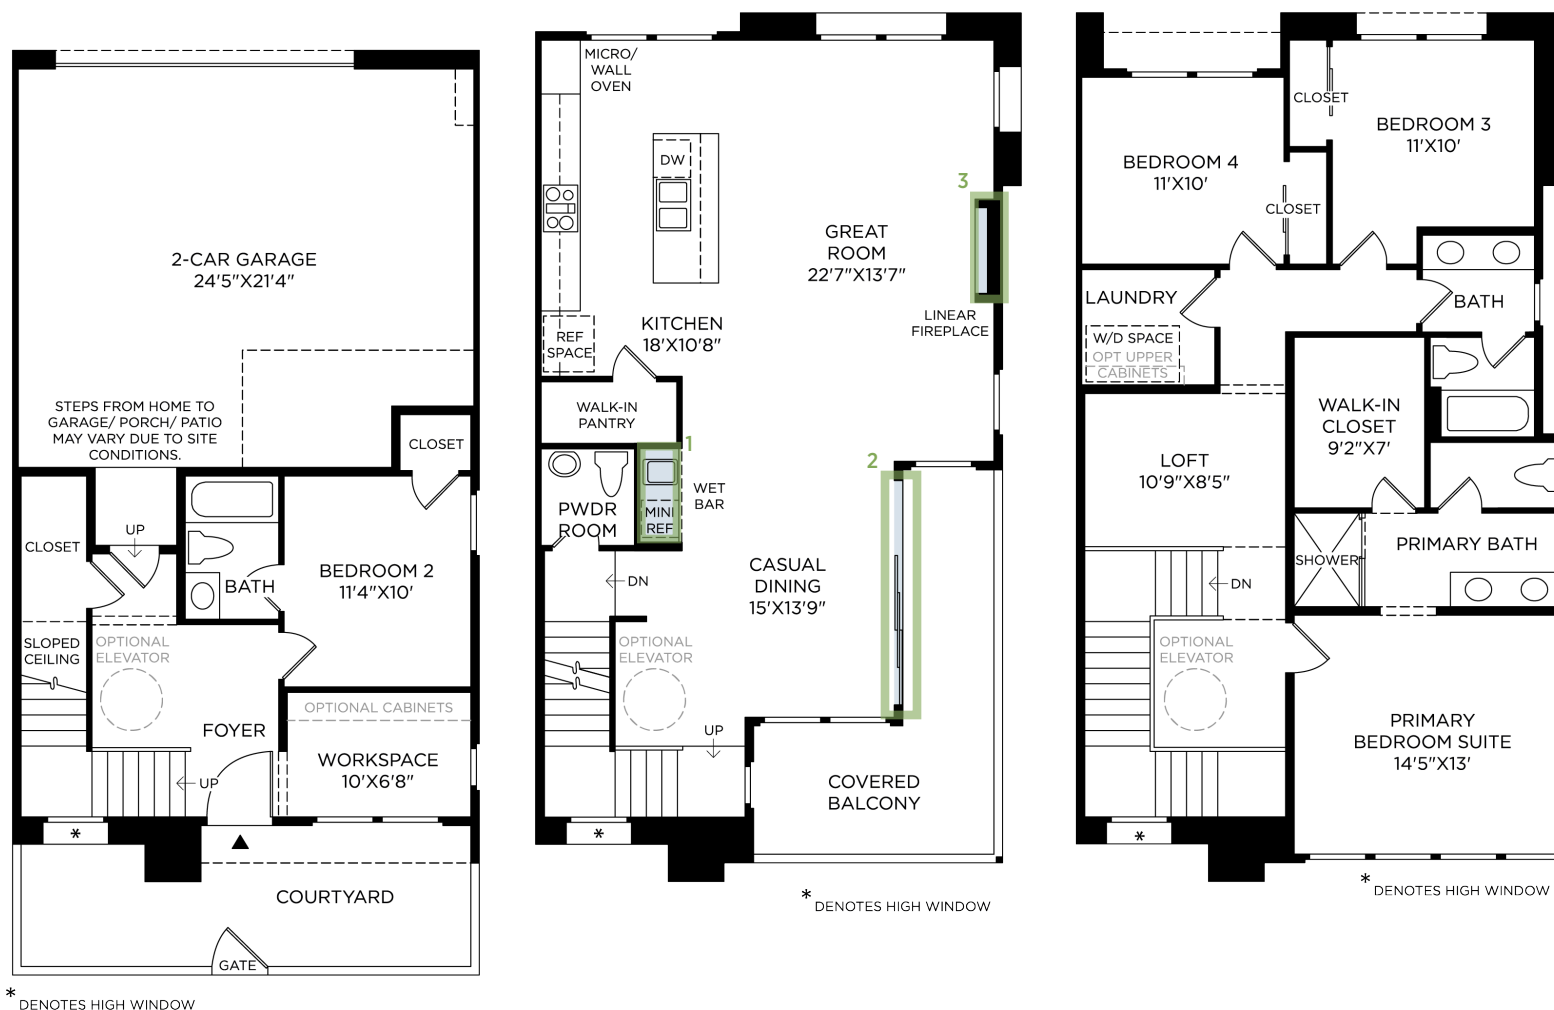 2-CAR GARAGE
24'5"X21'4"
STEPS FROM HOME TO
GARAGE/ PORCH/ PATIO
MAY VARY DUE TO SITE
CONDITIONS.
CLOSET
UP
CLOSET
BATH
BEDROOM 2
11'4"X10'
SLOPED
CEILING
OPTIONAL
ELEVATOR
OPTIONAL CABINETS
FOYER
WORKSPACE
10'X6'8"
UP
*
COURTYARD
GATE
* DENOTES HIGH WINDOW
MICRO/
WALL
OVEN
DW
3
GREAT
ROOM
22'7"X13'7"
LINEAR
FIREPLACE
KITCHEN
18'X10'8"
REF
SPACE
WALK-IN
PANTRY
1
2
WET
BAR
MINI
REF
PWDR
ROOM
DN
CASUAL
DINING
15'X13'9"
OPTIONAL
ELEVATOR
UP
COVERED
BALCONY
*
* DENOTES HIGH WINDOW
CLOSET
BEDROOM 3
11'X10'
BEDROOM 4
11'X10'
CLOSET
LAUNDRY
BATH
W/D SPACE
OPT UPPER
CABINETS
WALK-IN
CLOSET
9'2"X7'
LOFT
10'9"X8'5"
PRIMARY BATH
SHOWER
DN
OPTIONAL
ELEVATOR
PRIMARY
BEDROOM SUITE
14'5"X13'
*
* DENOTES HIGH WINDOW